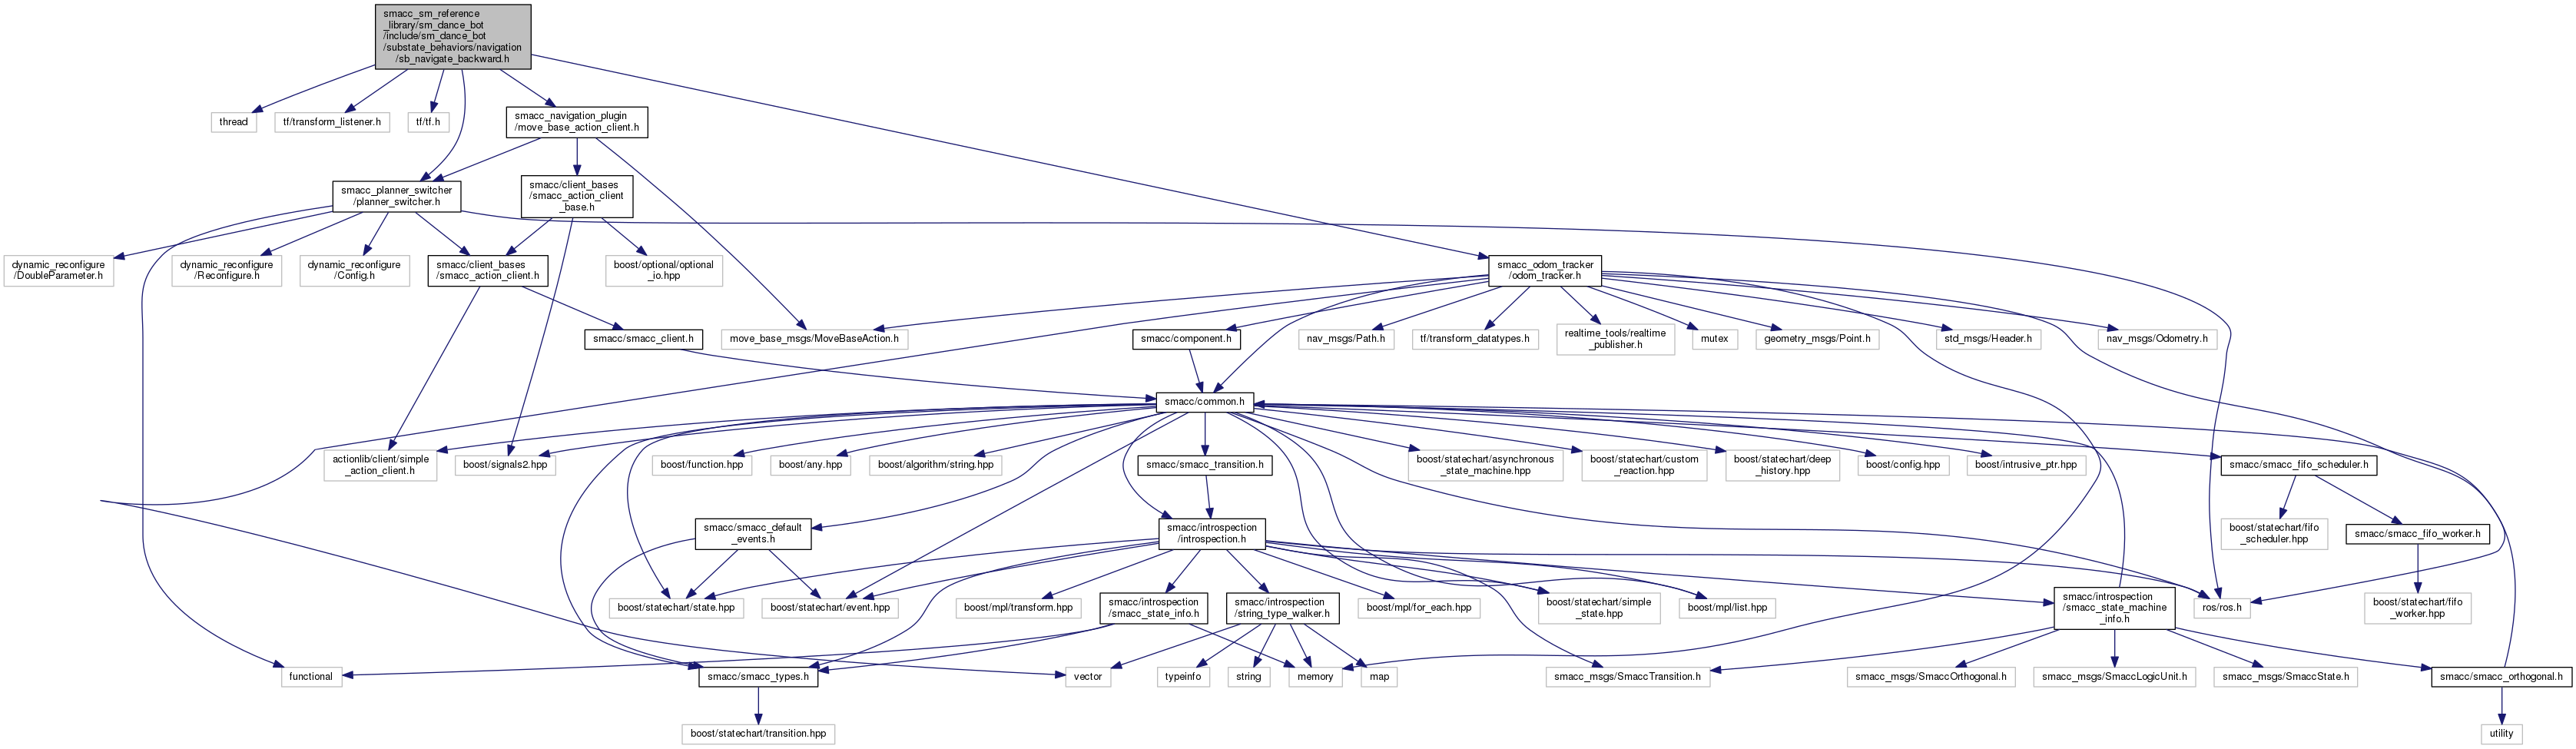 smacc_sm_reference
_library/sm_dance_bot
/include/sm_dance_bot
/substate_behaviors/navigation
/sb_navigate_backward.h
thread
tf/transform_listener.h
tf/tf.h
smacc_navigation_plugin
/move_base_action_client.h
smacc_planner_switcher
/planner_switcher.h
smacc/client_bases
/smacc_action_client
_base.h
dynamic_reconfigure
/DoubleParameter.h
dynamic_reconfigure
/Reconfigure.h
dynamic_reconfigure
/Config.h
smacc/client_bases
/smacc_action_client.h
boost/optional/optional
_io.hpp
smacc_odom_tracker
/odom_tracker.h
smacc/smacc_client.h
move_base_msgs/MoveBaseAction.h
smacc/component.h
nav_msgs/Path.h
tf/transform_datatypes.h
realtime_tools/realtime
_publisher.h
mutex
geometry_msgs/Point.h
std_msgs/Header.h
nav_msgs/Odometry.h
smacc/common.h
actionlib/client/simple
_action_client.h
boost/signals2.hpp
boost/function.hpp
boost/any.hpp
boost/algorithm/string.hpp
smacc/smacc_transition.h
boost/statechart/asynchronous
_state_machine.hpp
boost/statechart/custom
_reaction.hpp
boost/statechart/deep
_history.hpp
boost/config.hpp
boost/intrusive_ptr.hpp
smacc/smacc_fifo_scheduler.h
smacc/smacc_default
_events.h
smacc/introspection
/introspection.h
boost/statechart/fifo
_scheduler.hpp
smacc/smacc_fifo_worker.h
boost/statechart/state.hpp
boost/statechart/event.hpp
boost/mpl/transform.hpp
smacc/introspection
/smacc_state_info.h
smacc/introspection
/string_type_walker.h
boost/mpl/for_each.hpp
boost/statechart/simple
_state.hpp
boost/mpl/list.hpp
smacc/introspection
/smacc_state_machine
_info.h
ros/ros.h
boost/statechart/fifo
_worker.hpp
functional
smacc/smacc_types.h
vector
typeinfo
string
memory
map
smacc_msgs/SmaccTransition.h
smacc_msgs/SmaccOrthogonal.h
smacc_msgs/SmaccLogicUnit.h
smacc_msgs/SmaccState.h
smacc/smacc_orthogonal.h
boost/statechart/transition.hpp
utility